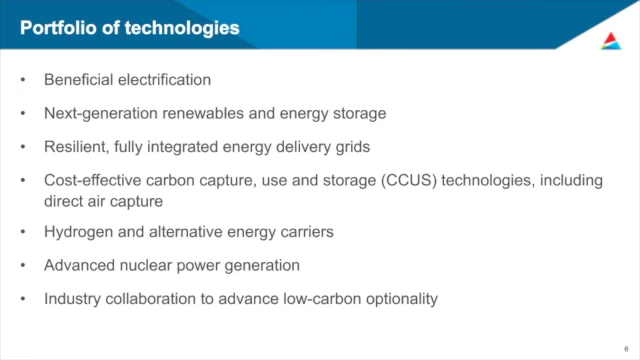 Portfolio of technologies
• Beneficial electrification
• Next-generation renewables and energy storage
• Resilient, fully integrated energy delivery grids
• Cost-effective carbon capture, use and storage (CCUS) technologies, including
direct air capture
• Hydrogen and alternative energy carriers
• Advanced nuclear power generation
• Industry collaboration to advance low-carbon optionality
6